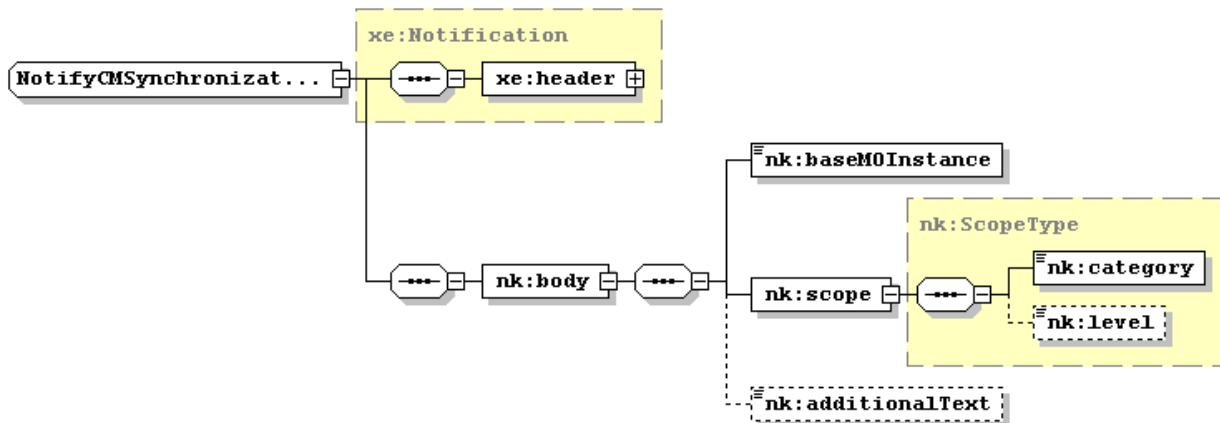 xe:Notification
NotifyCMSynchronizat...
xe:header
nk:baseMOInstance
nk:ScopeType
nk:category
nk:body
nk:scope
nk:level
nk:additionalText